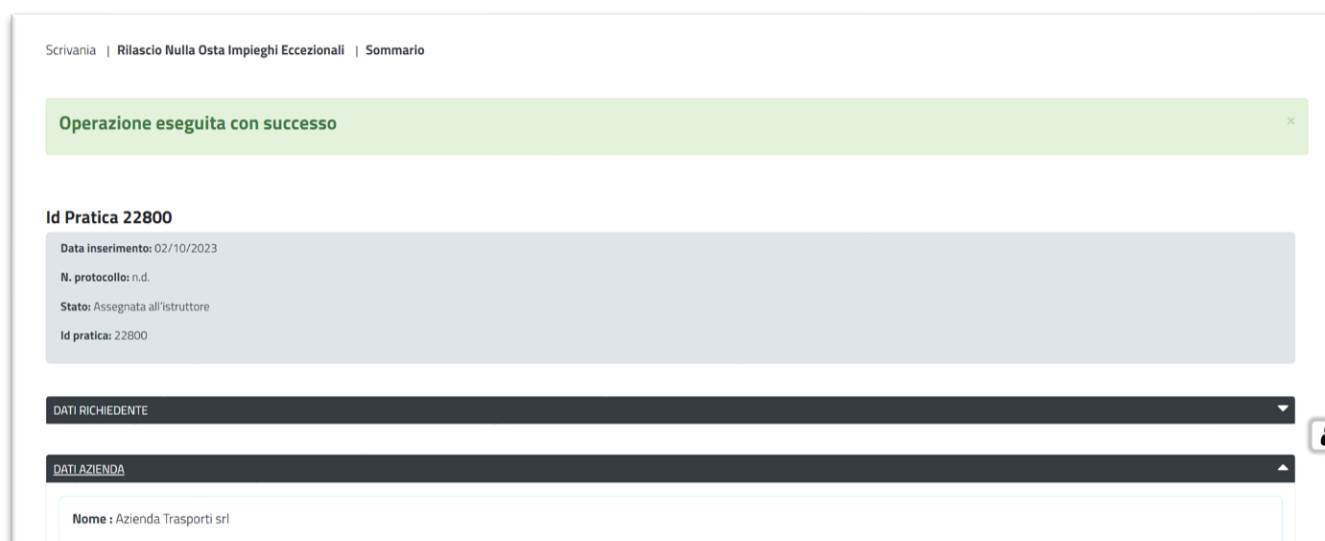 Scrivania | Rilascio Nulla Osta Impieghi Eccezionali | Sommario
Operazione eseguita con successo ×
Id Pratica 22800
Data inserimento: 02/10/2023
N. protocollo: n.d.
Stato: Assegnata all'istruttore
Id pratica: 22800
DATI RICHIEDENTE
DATI AZIENDA
Nome : Azienda Trasporti srl